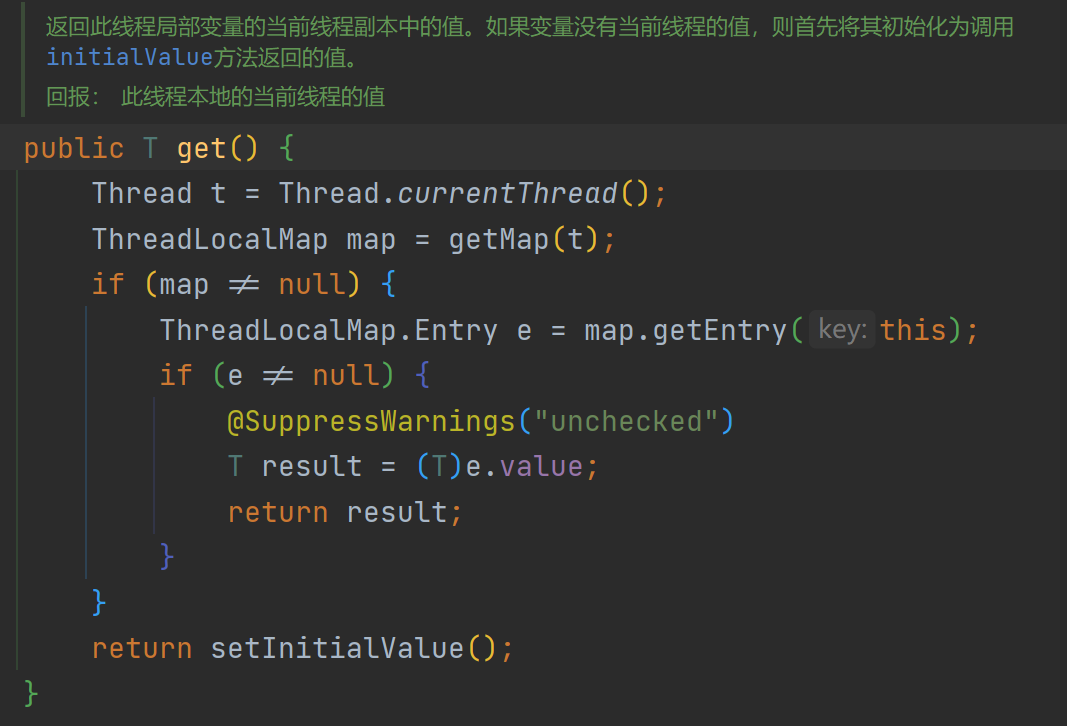 返回此线程局部变量的当前线程副本中的值。如果变量没有当前线程的值，则首先将其初始化为调用
initialValue方法返回的值。
回报： 此线程本地的当前线程的值
public T get() {
    Thread t = Thread.currentThread();
    ThreadLocalMap map = getMap(t);
    if (map ≠ null) {
        ThreadLocalMap.Entry e = map.getEntry( key: this);
        if (e ≠ null) {
            @SuppressWarnings("unchecked")
            T result = (T)e.value;
            return result;
        }
    }
    return setInitialValue();
}